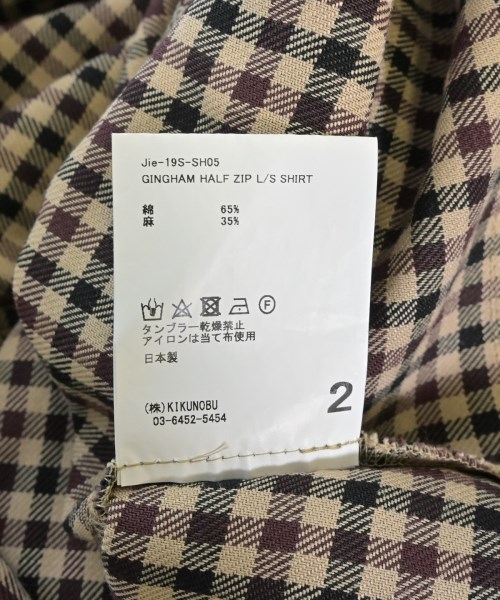 Jie-19S-SH05
GINGHAM HALF ZIP L/S SHIRT
綿 65%
麻 35%
F
タンブラー乾燥禁止
アイロンは当て布使用
日本製
2
(株)KIKUNOBU
03-6452-5454